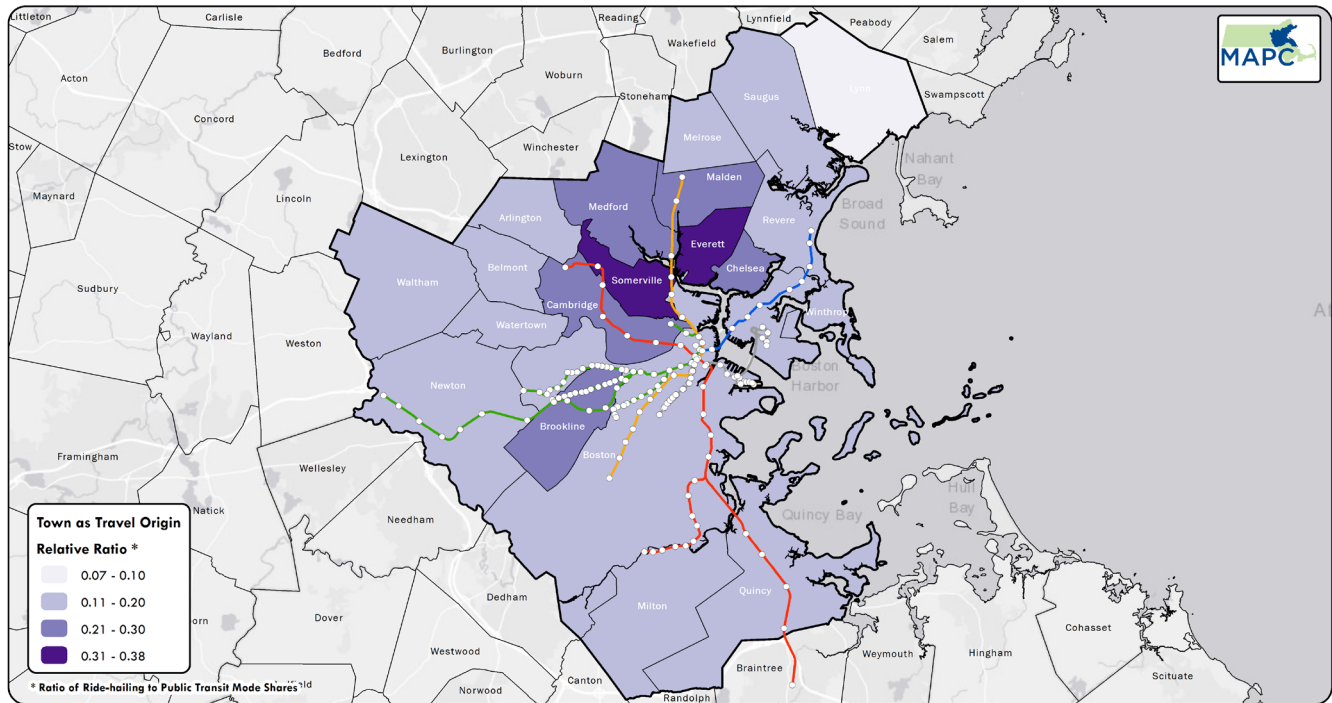 Littleton
Carlisle
Reading
Lynnfield
Peabody
Salem
Bedford
Burlington
Wakefield
MAPC
Acton
Woburn
Saugus
Lynn
Swampscott
Stoneham
Concord
Melrose
Winchester
Stow
Lexington
Nahant
Bay
Malden
Maynard
Lincoln
Medford
Broad
Sound
Arlington
Revere
Everett
Belmont
Chelsea
Waltham
Somerville
Sudbury
Cambridge
Winthrop
Watertown
Wayland
Weston
Boston
Harbor
Newton
Brookline
Boston
Framingham
Wellesley
Hull
Bay
Natick
Needham
Quincy Bay
Town as Travel Origin
Relative Ratio *
0.07 - 0.10
0.11 - 0.20
0.21 - 0.30
0.31 - 0.38
Dedham
Quincy
Milton
Dover
Cohasset
Westwood
Weymouth
Hingham
Braintree
Scituate
Canton
Norwood
Randolph
* Ratio of Ride-hailing to Public Transit Mode Shares